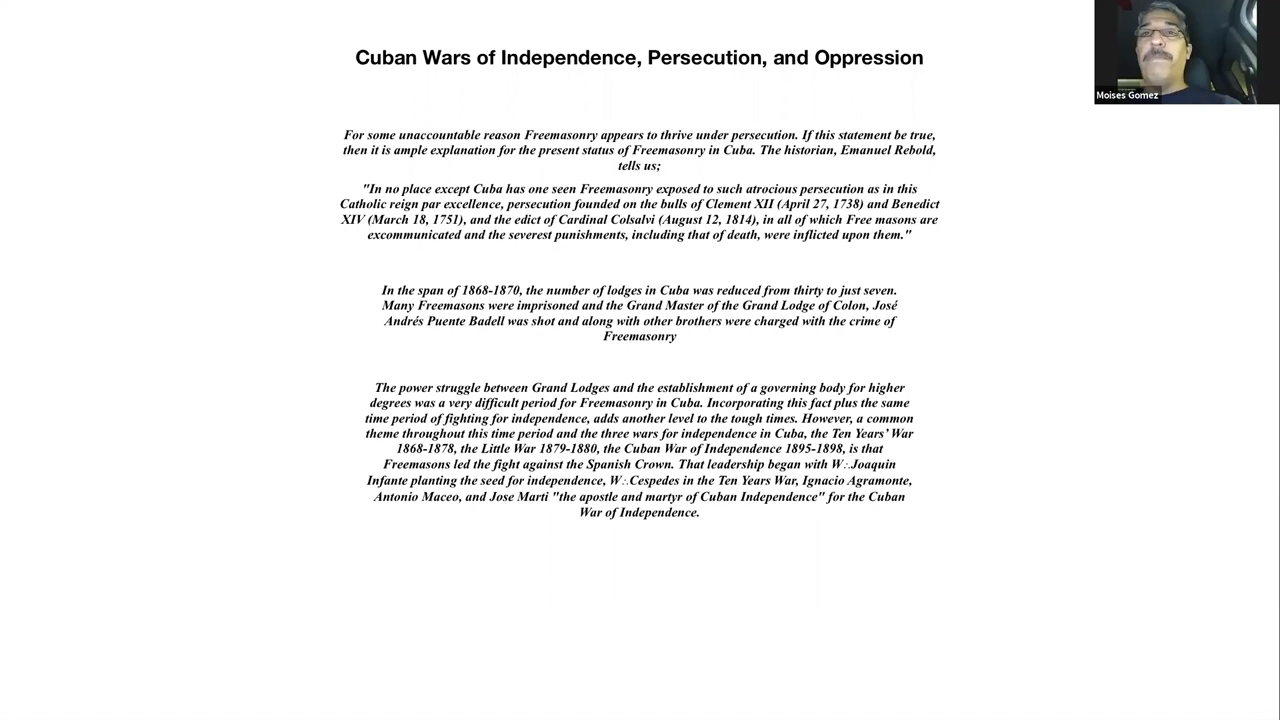 Cuban Wars of Independence, Persecution, and Oppression
Moises Gomez
For some unaccountable reason Freemasonry appears to thrive under persecution. If this statement be true,
then it is ample explanation for the present status of Freemasonry in Cuba. The historian, Emanuel Rebold,
tells us;
"In no place except Cuba has one seen Freemasonry exposed to such atrocious persecution as in this
Catholic reign par excellence, persecution founded on the bulls of Clement XII (April 27, 1738) and Benedict
XIV (March 18, 1751), and the edict of Cardinal Colsalvi (August 12, 1814), in all of which Free masons are
excommunicated and the severest punishments, including that of death, were inflicted upon them."
In the span of 1868-1870, the number of lodges in Cuba was reduced from thirty to just seven.
Many Freemasons were imprisoned and the Grand Master of the Grand Lodge of Colon, José
Andrés Puente Badell was shot and along with other brothers were charged with the crime of
Freemasonry
The power struggle between Grand Lodges and the establishment of a governing body for higher
degrees was a very difficult period for Freemasonry in Cuba. Incorporating this fact plus the same
time period of fighting for independence, adds another level to the tough times. However, a common
theme throughout this time period and the three wars for independence in Cuba, the Ten Years’ War
1868-1878, the Little War 1879-1880, the Cuban War of Independence 1895-1898, is that
Freemasons led the fight against the Spanish Crown. That leadership began with W∴Joaquin
Infante planting the seed for independence, W∴Cespedes in the Ten Years War, Ignacio Agramonte,
Antonio Maceo, and Jose Marti "the apostle and martyr of Cuban Independence" for the Cuban
War of Independence.